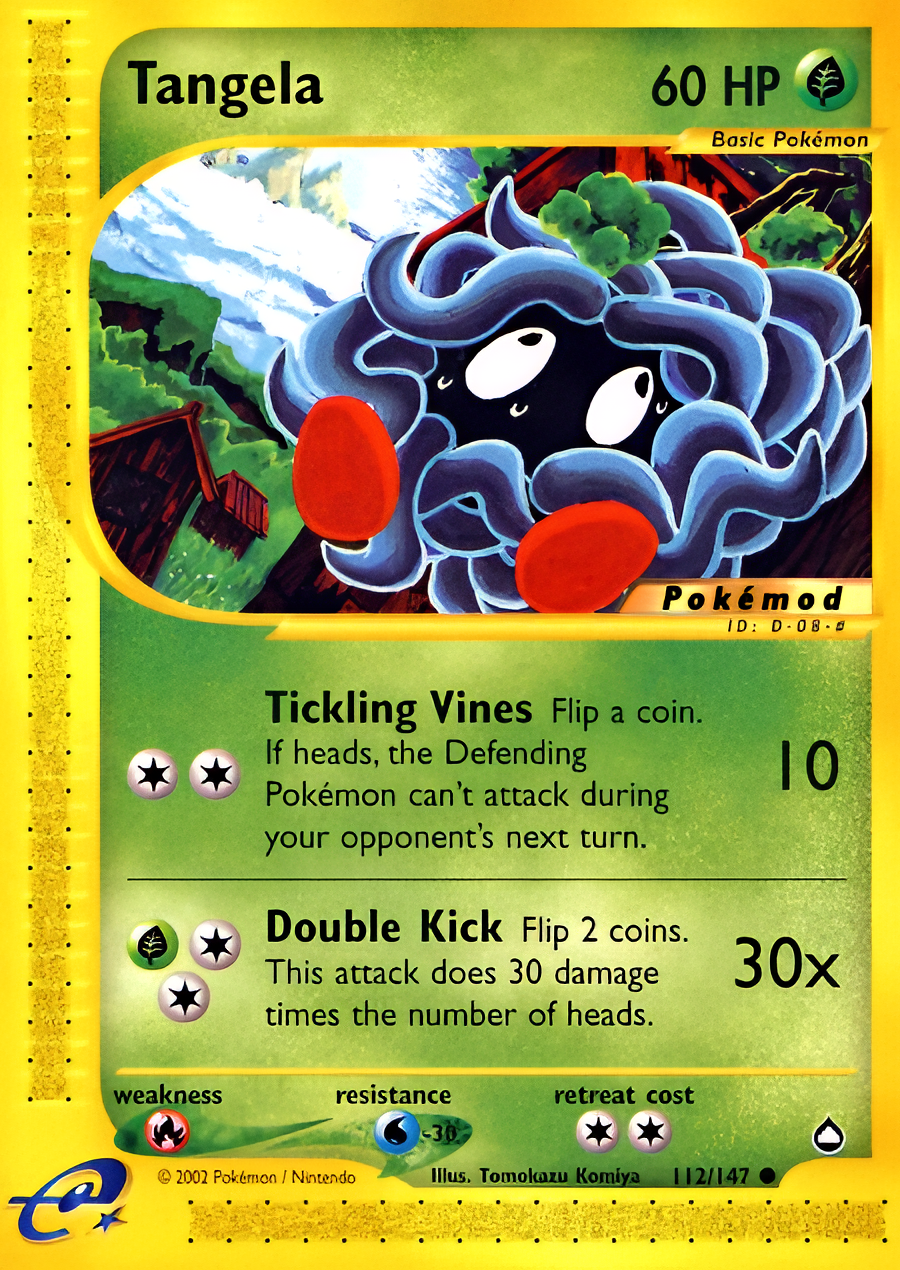 Tangela 60 HP
Basic Pokémon
Pokémod
ID: D-08-#
Tickling Vines Flip a coin.
If heads, the Defending
Pokémon can't attack during
your opponent's next turn.
10
Double Kick Flip 2 coins.
This attack does 30 damage
times the number of heads.
30x
weakness resistance retreat cost
-30
© 2002 Pokémon / Nintendo Illus. Tomokazu Komiya 112/147
e